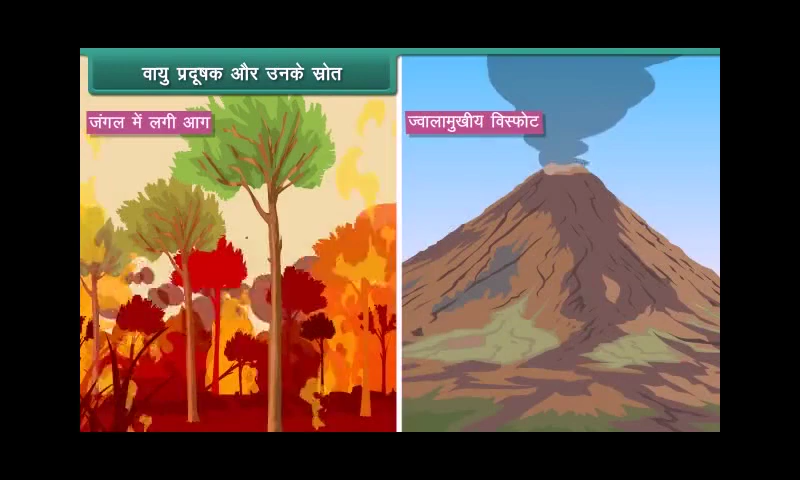 वायु प्रदूषक और उनके स्रोत
जंगल में लगी आग
ज्वालामुखीय विस्फोट